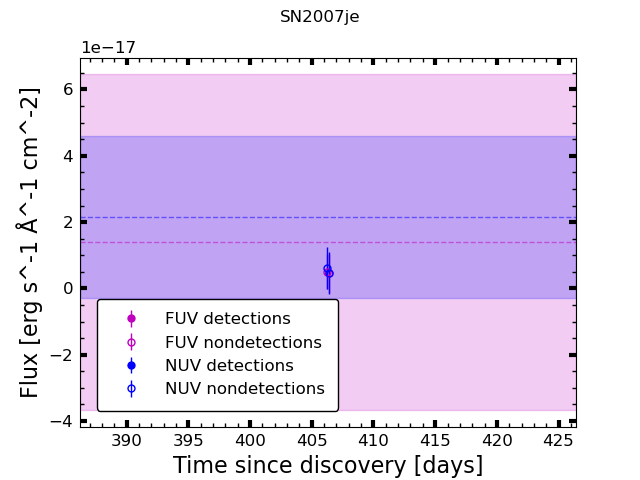 SN2007je
1e−17
6
4
2
0
−2
−4
Flux [erg s^-1 Å^-1 cm^-2]
FUV detections
FUV nondetections
NUV detections
NUV nondetections
390 395 400 405 410 415 420 425
Time since discovery [days]